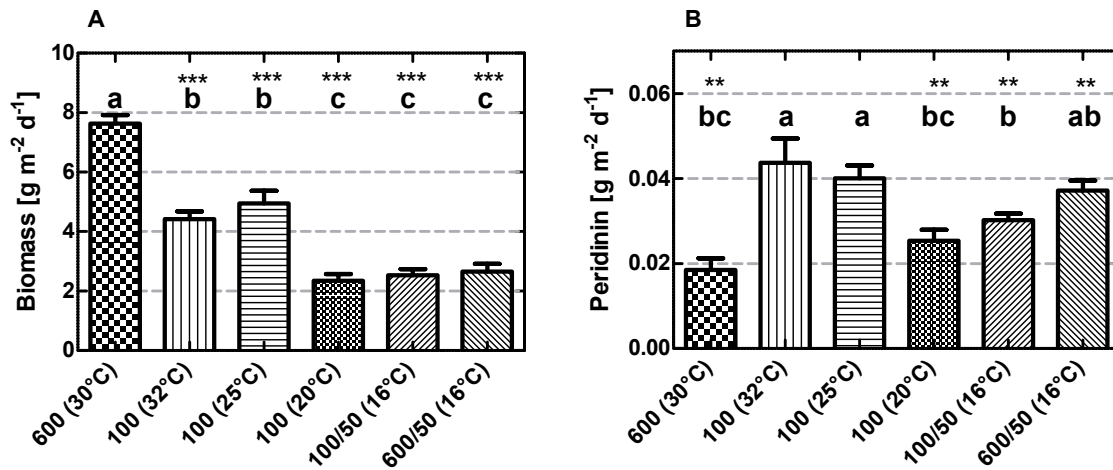 A
Biomass [g m⁻² d⁻¹]
10
8
6
4
2
0
*** *** *** *** ***
a b b c c c
600 (30°C) 100 (32°C) 100 (25°C) 100 (20°C) 100/50 (16°C) 600/50 (16°C)
B
Peridinin [g m⁻² d⁻¹]
0.06
0.04
0.02
0.00
** ** ** **
bc a a bc b ab
600 (30°C) 100 (32°C) 100 (25°C) 100 (20°C) 100/50 (16°C) 600/50 (16°C)